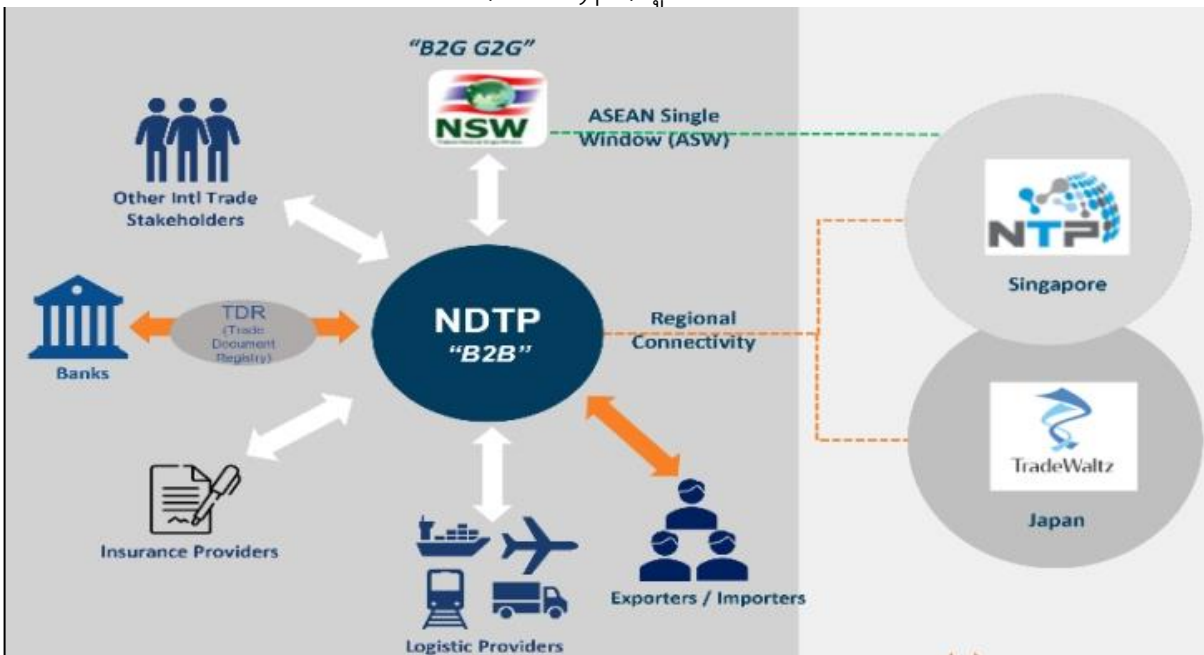 "B2G G2G"
NSW
ASEAN Single
Window (ASW)
Other Intl Trade
Stakeholders
NTP
Singapore
TDR
(Trade
Document
Registry)
Banks
NDTP
"B2B"
Regional
Connectivity
TradeWaltz
Japan
Insurance Providers
Logistic Providers
Exporters / Importers